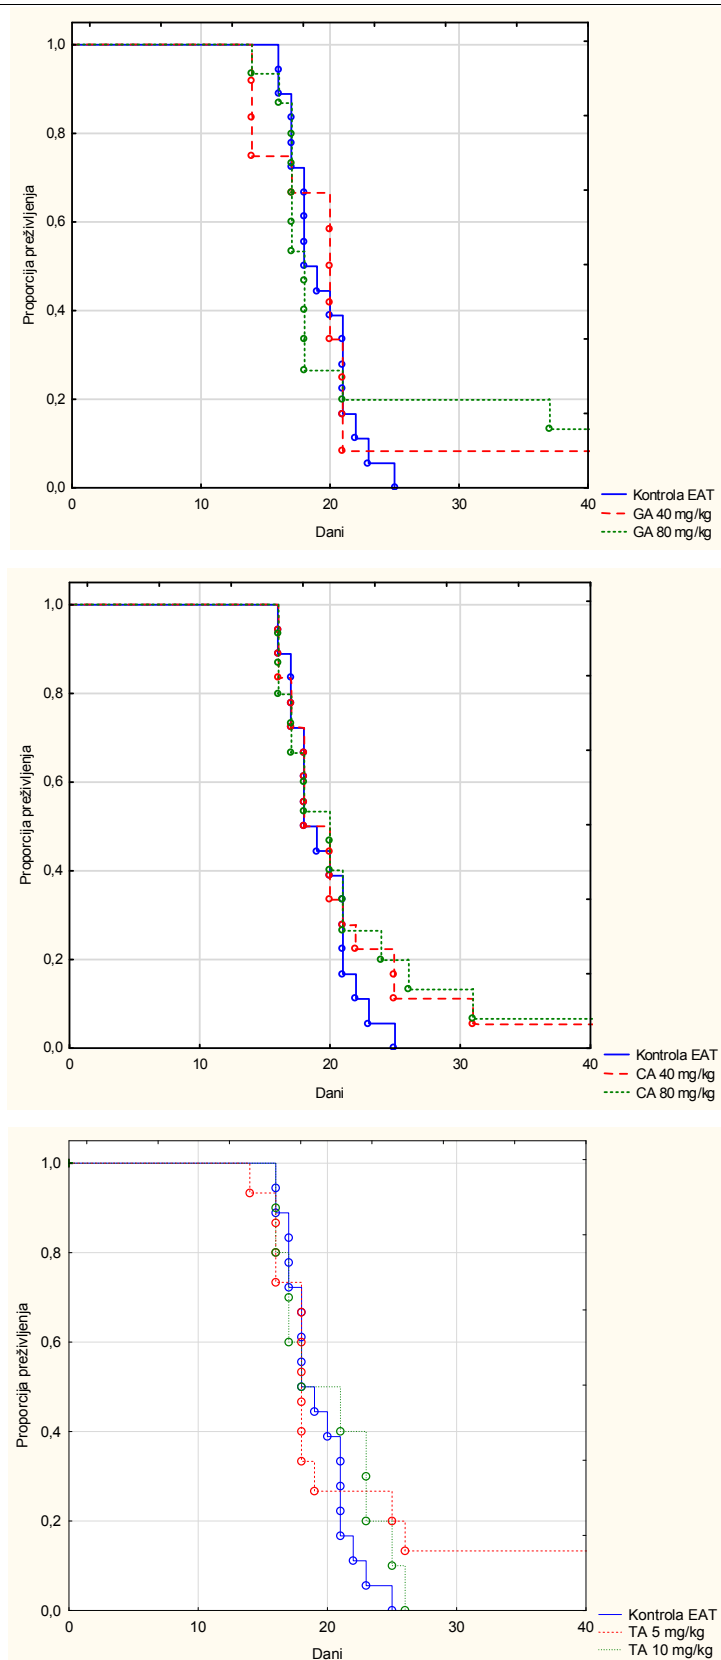 1,0
0,8
0,6
0,4
0,2
0,0
Proporcija preživljenja
0
10
20
30
40
Dani
Kontrola EAT
GA 40 mg/kg
GA 80 mg/kg
1,0
0,8
0,6
0,4
0,2
0,0
Proporcija preživljenja
0
10
20
30
40
Dani
Kontrola EAT
CA 40 mg/kg
CA 80 mg/kg
1,0
0,8
0,6
0,4
0,2
0,0
Proporcija preživljenja
0
10
20
30
40
Dani
Kontrola EAT
TA 5 mg/kg
TA 10 mg/kg